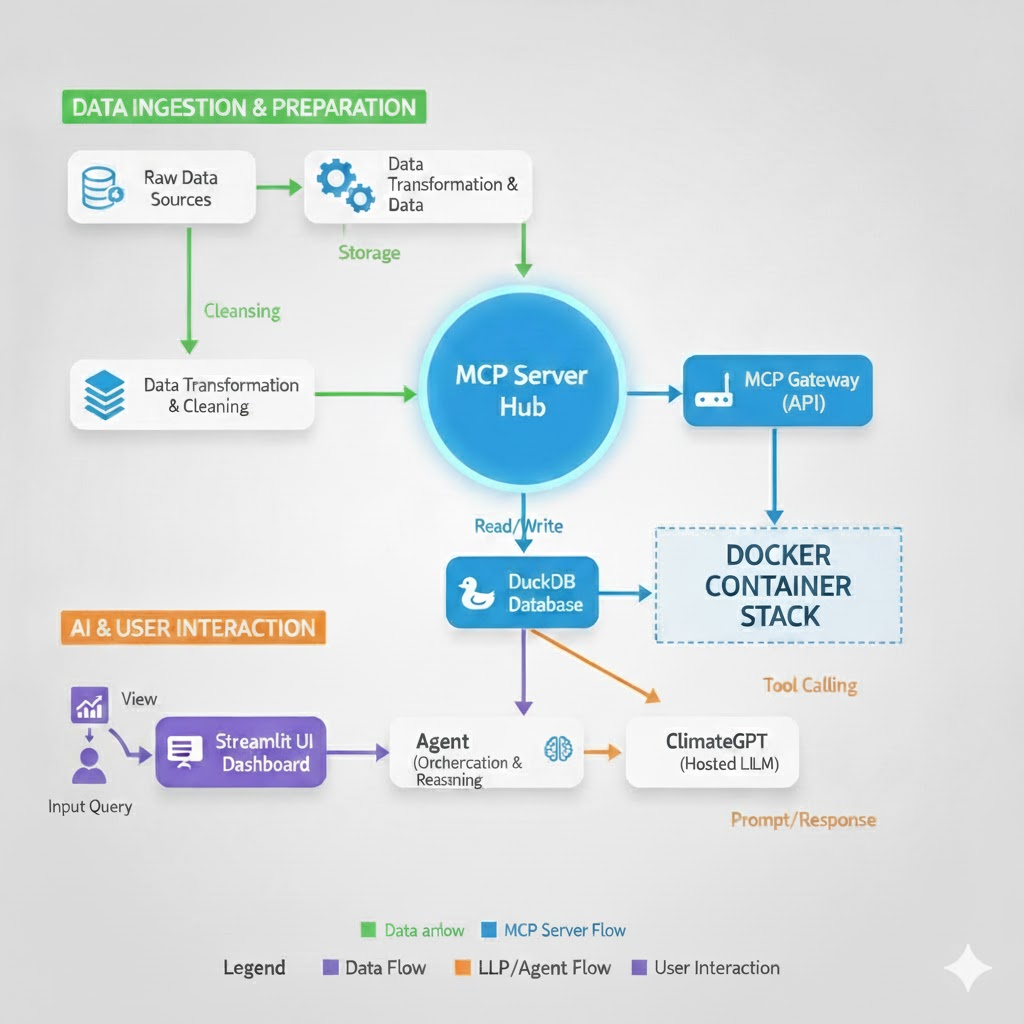 DATA INGESTION & PREPARATION
Raw Data
Sources
Data
Transformation &
Data
Storage
Cleansing
Data Transformation
& Cleaning
MCP Server
Hub
MCP Gateway
(API)
Read/Write
DuckDB
Database
DOCKER
CONTAINER
STACK
AI & USER INTERACTION
View
Input Query
Streamlit UI
Dashboard
Agent
(Orchercation &
Reasning
Tool Calling
ClimateGPT
(Hosted LILM)
Prompt/Response
Data
MCP Server Flow
Legend
Data Flow
LLP/Agent Flow
User Interaction